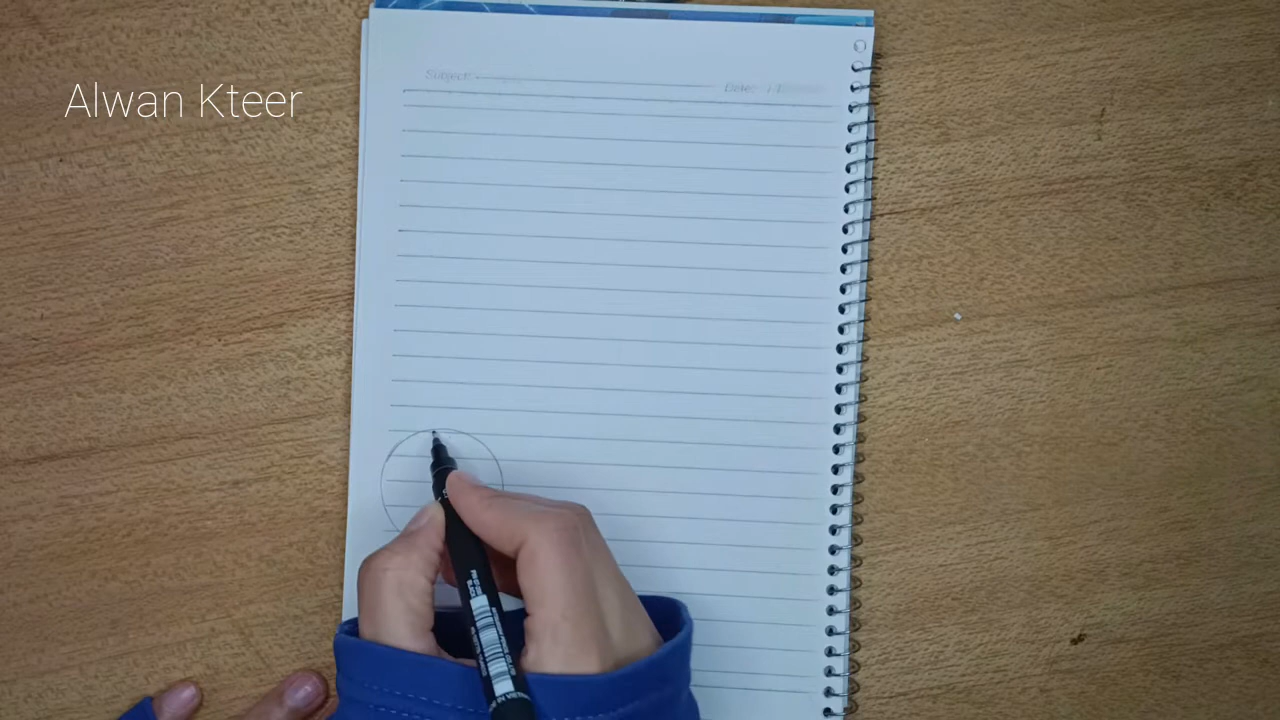 Alwan Kteer
Subject:
Date: / /